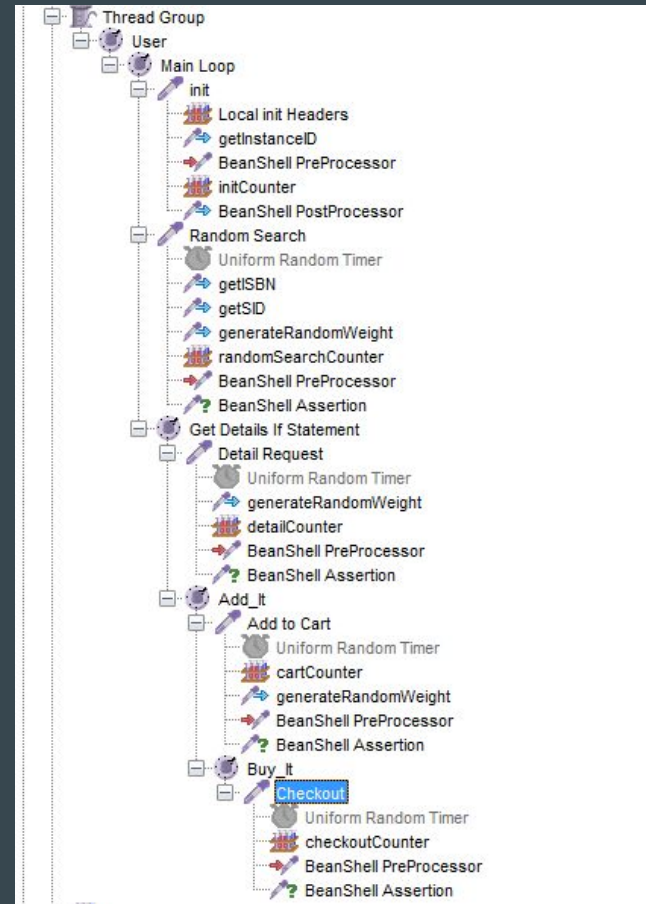 Thread Group
User
Main Loop
init
Local init Headers
getInstanceID
BeanShell PreProcessor
initCounter
BeanShell PostProcessor
Random Search
Uniform Random Timer
getISBN
getSID
generateRandomWeight
randomSearchCounter
BeanShell PreProcessor
BeanShell Assertion
Get Details If Statement
Detail Request
Uniform Random Timer
generateRandomWeight
detailCounter
BeanShell PreProcessor
BeanShell Assertion
Add_It
Add to Cart
Uniform Random Timer
cartCounter
generateRandomWeight
BeanShell PreProcessor
BeanShell Assertion
Buy_It
Checkout
Uniform Random Timer
checkoutCounter
BeanShell PreProcessor
BeanShell Assertion